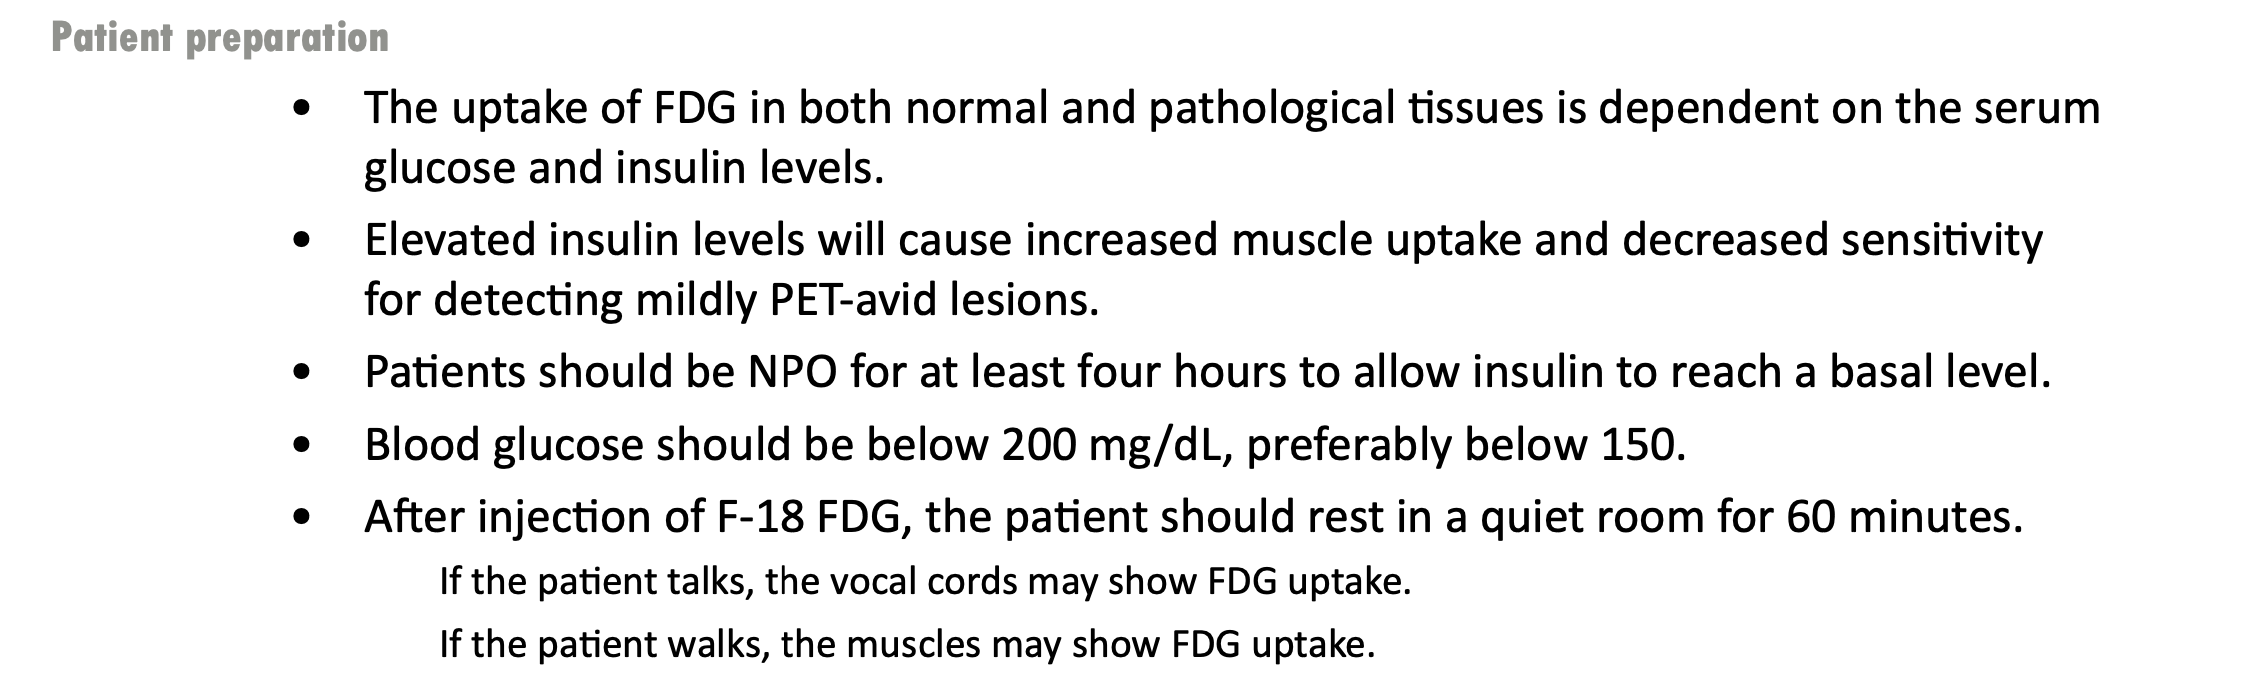 Patient preparation
• The uptake of FDG in both normal and pathological tissues is dependent on the serum
glucose and insulin levels.
• Elevated insulin levels will cause increased muscle uptake and decreased sensitivity
for detecting mildly PET-avid lesions.
• Patients should be NPO for at least four hours to allow insulin to reach a basal level.
• Blood glucose should be below 200 mg/dL, preferably below 150.
• After injection of F-18 FDG, the patient should rest in a quiet room for 60 minutes.
If the patient talks, the vocal cords may show FDG uptake.
If the patient walks, the muscles may show FDG uptake.